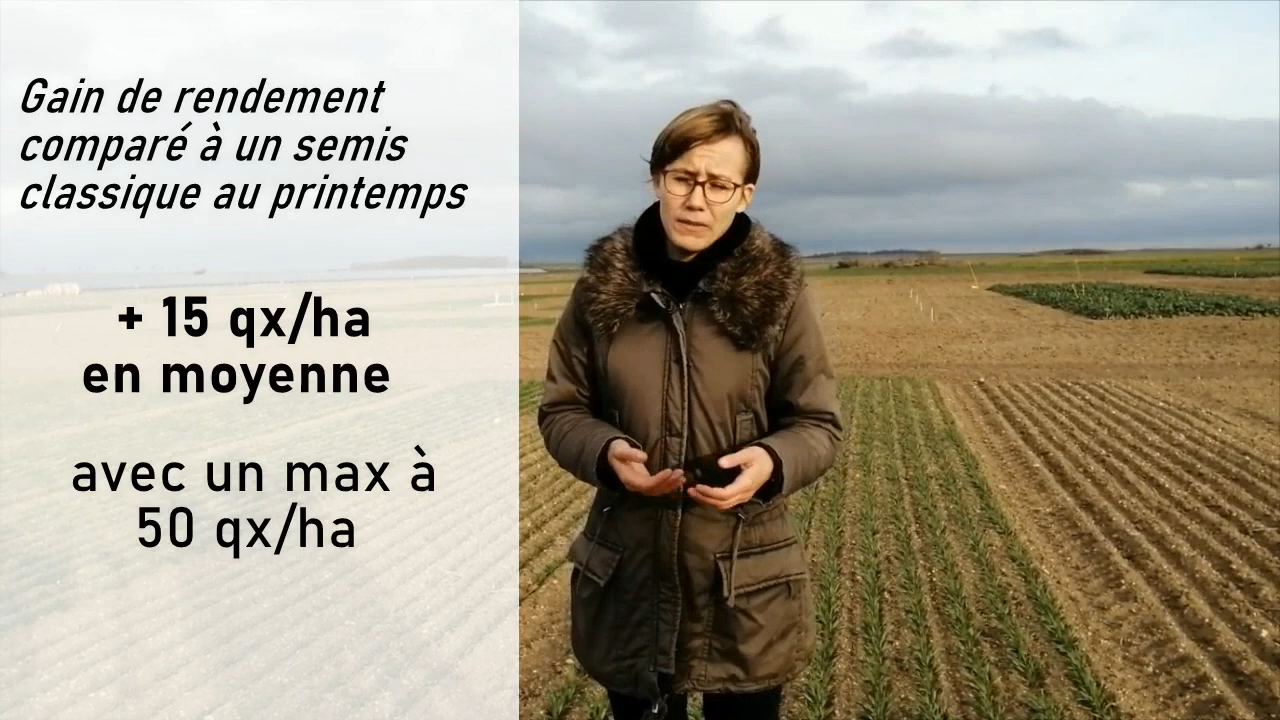 Gain de rendement
comparé à un semis
classique au printemps
+ 15 qx/ha
en moyenne
avec un max à
50 qx/ha